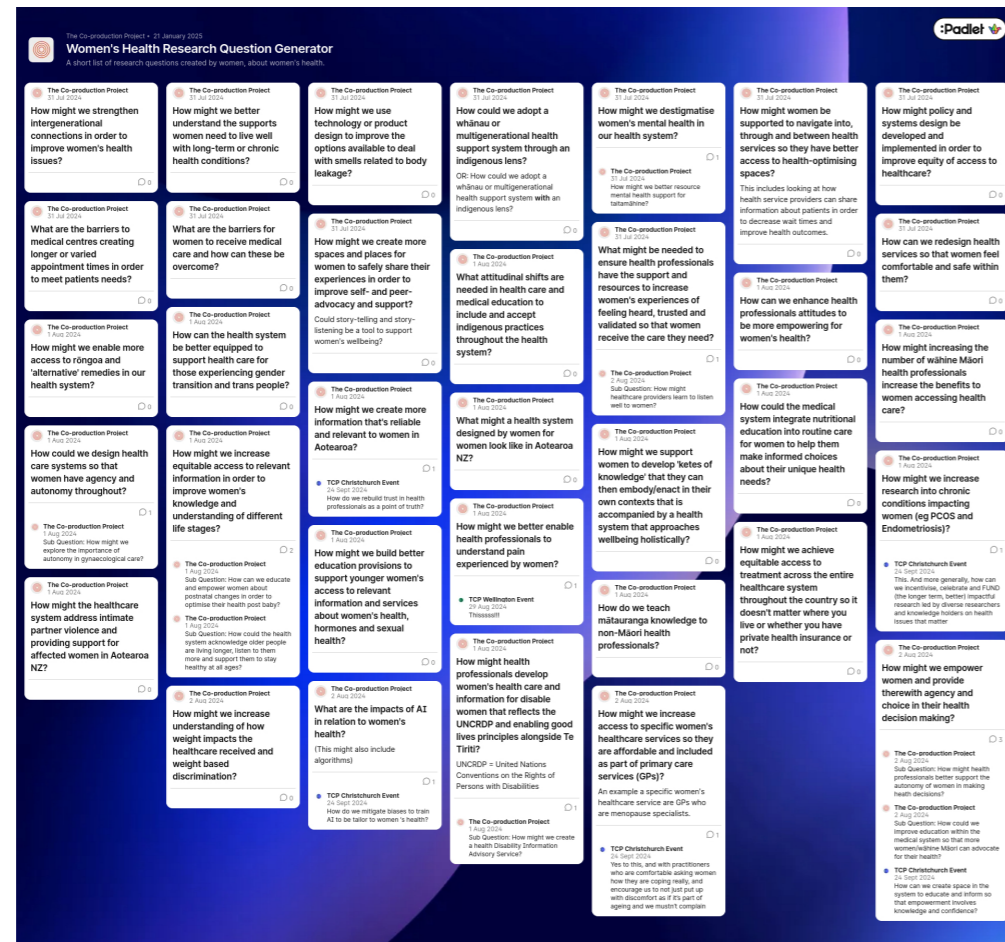 The Co-production Project • 21 January 2025
Women's Health Research Question Generator
A short list of research questions created by women, about women's health.
:Padlet
The Co-production Project
31 Jul 2024
How might we strengthen
intergenerational
connections in order to
improve women's health
issues?
0
The Co-production Project
31 Jul 2024
What are the barriers to
medical centres creating
longer or varied
appointment times in order
to meet patients needs?
0
The Co-production Project
1 Aug 2024
How might we enable more
access to rōngoa and
'alternative' remedies in our
health system?
0
The Co-production Project
1 Aug 2024
How could we design health
care systems so that
women have agency and
autonomy throughout?
1
The Co-production Project
1 Aug 2024
Sub Question: How might we
explore the importance of
autonomy in gynaecological care?
The Co-production Project
1 Aug 2024
How might the healthcare
system address intimate
partner violence and
providing support for
affected women in Aotearoa
NZ?
0
The Co-production Project
31 Jul 2024
How might we better
understand the supports
women need to live well
with long-term or chronic
health conditions?
0
The Co-production Project
31 Jul 2024
What are the barriers for
women to receive medical
care and how can these be
overcome?
0
The Co-production Project
1 Aug 2024
How can the health system
be better equipped to
support health care for
those experiencing gender
transition and trans people?
0
The Co-production Project
1 Aug 2024
How might we increase
equitable access to relevant
information in order to
improve women's
knowledge and
understanding of different
life stages?
2
The Co-production Project
1 Aug 2024
Sub Question: How can we educate
and empower women about
postnatal changes in order to
optimise their health post baby?
The Co-production Project
1 Aug 2024
Sub Question: How could the health
system acknowledge older people
are living longer, listen to them
more and support them to stay
healthy at all ages?
The Co-production Project
2 Aug 2024
How might we increase
understanding of how
weight impacts the
healthcare received and
weight based
discrimination?
0
The Co-production Project
31 Jul 2024
How might we use
technology or product
design to improve the
options available to deal
with smells related to body
leakage?
0
The Co-production Project
31 Jul 2024
How might we create more
spaces and places for
women to safely share their
experiences in order to
improve self- and peer-
advocacy and support?
Could story-telling and story-
listening be a tool to support
women's wellbeing?
0
The Co-production Project
1 Aug 2024
How might we create more
information that's reliable
and relevant to women in
Aotearoa?
1
TCP Christchurch Event
24 Sept 2024
How do we rebuild trust in health
professionals as a point of truth?
The Co-production Project
1 Aug 2024
How might we build better
education provisions to
support younger women's
access to relevant
information and services
about women's health,
hormones and sexual
health?
0
The Co-production Project
2 Aug 2024
What are the impacts of AI
in relation to women's
health?
(This might also include
algorithms)
1
TCP Christchurch Event
24 Sept 2024
How do we mitigate biases to train
AI to be tailor to women 's health?
The Co-production Project
31 Jul 2024
How could we adopt a
whānau or
multigenerational health
support system through an
indigenous lens?
OR: How could we adopt a
whānau or multigenerational
health support system with an
indigenous lens?
0
The Co-production Project
1 Aug 2024
What attitudinal shifts are
needed in health care and
medical education to
include and accept
indigenous practices
throughout the health
system?
0
The Co-production Project
1 Aug 2024
What might a health system
designed by women for
women look like in Aotearoa
NZ?
0
The Co-production Project
1 Aug 2024
How might we better enable
health professionals to
understand pain
experienced by women?
1
TCP Wellington Event
29 Aug 2024
The Co-production Project
1 Aug 2024
How might health
professionals develop
women's health care and
information for disable
women that reflects the
UNCRDP and enabling good
lives principles alongside Te
Tiriti?
UNCRDP = United Nations
Conventions on the Rights of
Persons with Disabilities
1
The Co-production Project
1 Aug 2024
Sub Question: How might we create
a health Disability Information
Advisory Service?
The Co-production Project
31 Jul 2024
How might we destigmatise
women's mental health in
our health system?
1
The Co-production Project
31 Jul 2024
How might we better resource
mental health support for
taitamāhine?
The Co-production Project
31 Jul 2024
What might be needed to
ensure health professionals
have the support and
resources to increase
women's experiences of
feeling heard, trusted and
validated so that women
receive the care they need?
1
The Co-production Project
2 Aug 2024
Sub Question: How might
healthcare providers learn to listen
well to women?
The Co-production Project
1 Aug 2024
How might we support
women to develop 'ketes of
knowledge' that they can
then embody/enact in their
own contexts that is
accompanied by a
health system that approaches
wellbeing holistically?
0
The Co-production Project
1 Aug 2024
How do we teach
mātauranga knowledge to
non-Māori health
professionals?
0
The Co-production Project
2 Aug 2024
How might we increase
access to specific women's
healthcare services so they
are affordable and included
as part of primary care
services (GPs)?
An example a specific women's
healthcare service are GPs who
are menopause specialists.
1
TCP Christchurch Event
24 Sept 2024
Yes to this, and with practitioners
who are comfortable asking women
how they are coping really, and
encourage us to not just put up
with discomfort as if it's part of
ageing and we mustn't complain
The Co-production Project
31 Jul 2024
How might women be
supported to navigate into,
through and between health
services so they have better
access to health-optimising
spaces?
This includes looking at how
health service providers can share
information about patients in order
to decrease wait times and
improve health outcomes.
0
The Co-production Project
1 Aug 2024
How can we enhance health
professionals attitudes to
be more empowering for
women's health?
0
The Co-production Project
1 Aug 2024
How could the medical
system integrate nutritional
education into routine care
for women to help them
make informed choices
about their unique health
needs?
0
The Co-production Project
1 Aug 2024
How might we achieve
equitable access to
treatment across the entire
healthcare system
throughout the country so it
doesn't matter where you
live or whether you have
private health insurance or
not?
0
The Co-production Project
31 Jul 2024
How might policy and
systems design be
developed and
implemented in order to
improve equity of access to
healthcare?
0
The Co-production Project
31 Jul 2024
How can we redesign health
services so that women feel
comfortable and safe within
them?
0
The Co-production Project
1 Aug 2024
How might increasing the
number of wāhine Māori
health professionals
increase the benefits to
women accessing health
care?
0
The Co-production Project
1 Aug 2024
How might we increase
research into chronic
conditions impacting
women (eg PCOS and
Endometriosis)?
1
TCP Christchurch Event
24 Sept 2024
This. And more generally, how can
we incentivise, celebrate and FUND
(the longer term, better) impactful
research led by diverse researchers
and knowledge holders on health
issues that matter
The Co-production Project
2 Aug 2024
How might we empower
women and provide
therewith agency and
choice in their health
decision making?
3
The Co-production Project
2 Aug 2024
Sub Question: How might health
professionals better support the
autonomy of women in making
heath decisions?
The Co-production Project
2 Aug 2024
Sub Question: How could we
improve education within the
medical system so that more
women/wāhine Māori can advocate
for their health?
TCP Christchurch Event
24 Sept 2024
How can we create space in the
system to educate and inform so
that empowerment involves
knowledge and confidence?